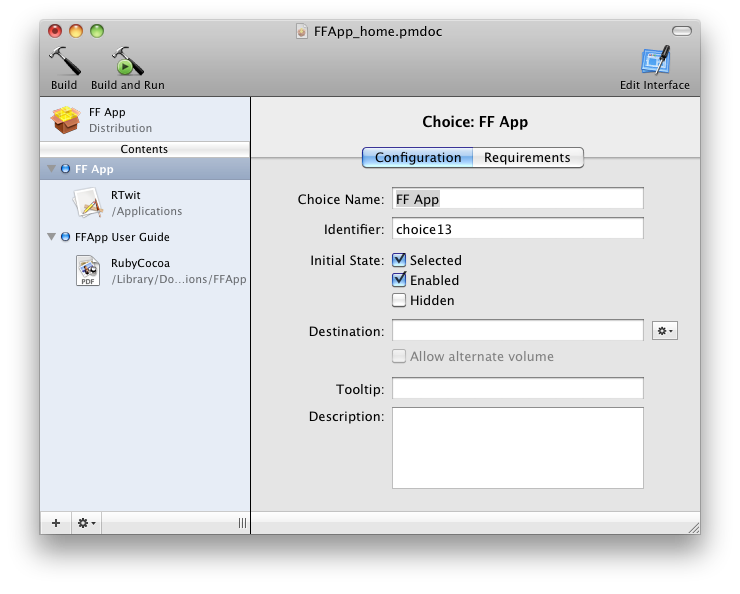 FFApp_home.pmdoc
Build
Build and Run
Edit Interface
FF App
Distribution
Contents
FF App
RTwit
/Applications
FFApp User Guide
RubyCocoa
/Library/Do...ions/FFApp
PDF
Choice: FF App
Configuration
Requirements
Choice Name: FF App
Identifier: choice13
Initial State: Selected
Enabled
Hidden
Destination:
Allow alternate volume
Tooltip:
Description: